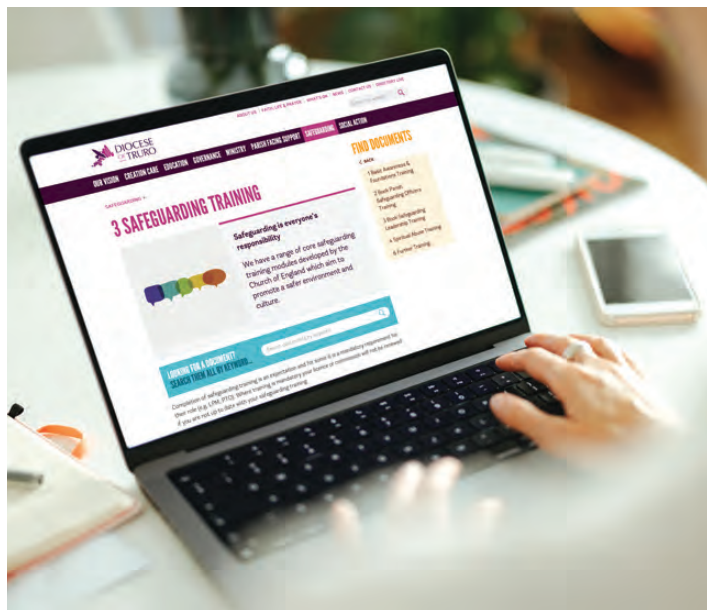 ABOUT US | FAITH, LIFE & PRAYER | WHAT'S ON | NEWS | CONTACT US | DIRECTORY LIVE
DIOCESE
OF TRURO
OUR VISION CREATION CARE EDUCATION GOVERNANCE MINISTRY PARISH FACING SUPPORT SAFEGUARDING SOCIAL ACTION
SAFEGUARDING >
3 SAFEGUARDING TRAINING
Safeguarding is everyone's
responsibility
We have a range of core safeguarding
training modules developed by the
Church of England which aim to
promote a safer environment and
culture.
FIND DOCUMENTS
< BACK
1 Basic Awareness &
Foundations Training
2 Book Parish
Safeguarding Officers
Training
3 Book Safeguarding
Leadership Training
4 Spiritual Abuse Training
6 Further Training
LOOKING FOR A DOCUMENT?
SEARCH THEM ALL BY KEYWORD...
Completion of safeguarding training is an expectation and for some it is a mandatory requirement for
their role (e.g. LPM, PTO). Where training is mandatory your licence or commission will not be renewed
if you are not up to date with your safeguarding training